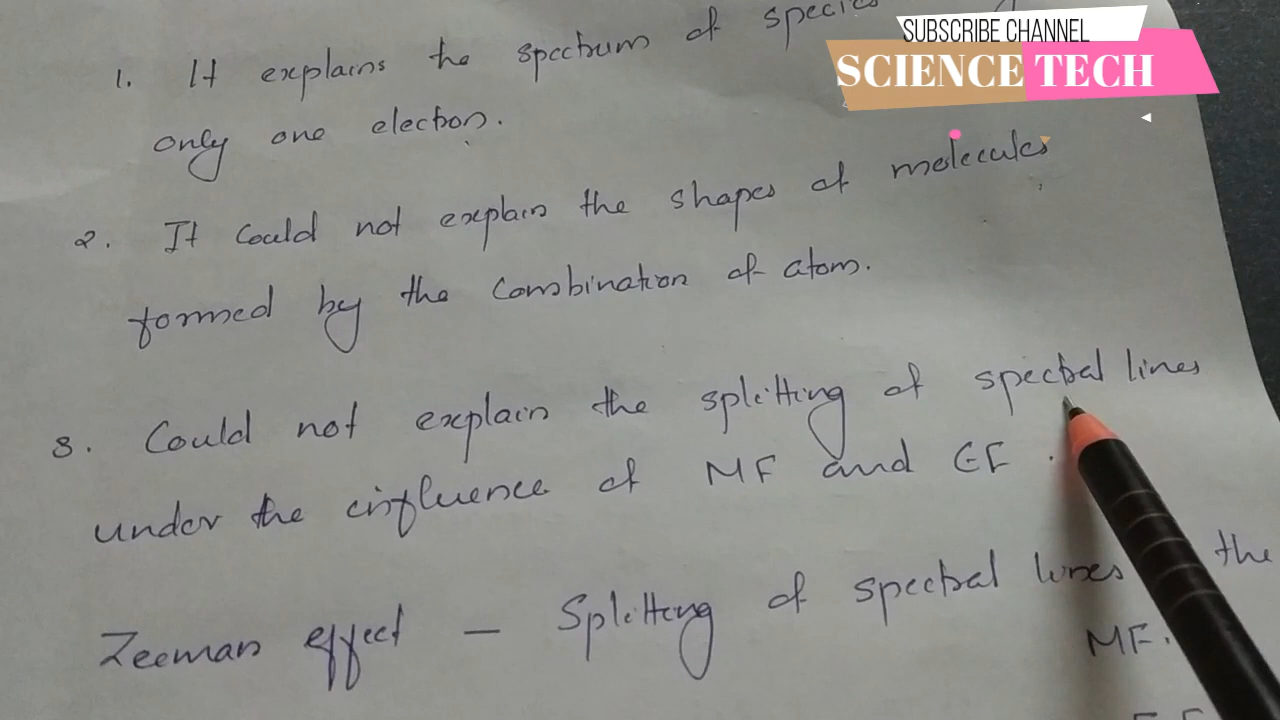 SUBSCRIBE CHANNEL
SCIENCE TECH
1. It explains the spectrum of species
only one electron.
2. It could not explain the shapes of molecules
formed by the combination of atom.
3. Could not explain the splitting of spectral lines
under the influence of MF and EF.
Zeeman effect — Splitting of spectral lines the
MF.